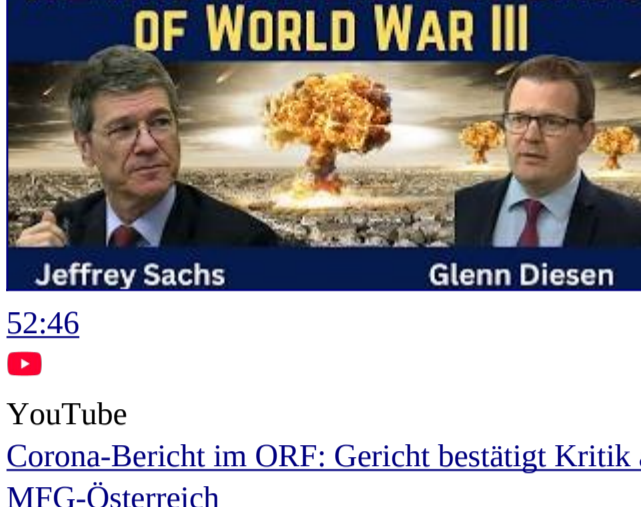 OF WORLD WAR III
Jeffrey Sachs
Glenn Diesen
52:46
YouTube
Corona-Bericht im ORF: Gericht bestätigt Kritik
MFG-Österreich